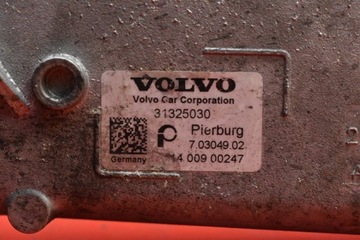 VOLVO
Volvo Car Corporation
31325030
Pierburg
7.03049.02
Germany
14 009 00247